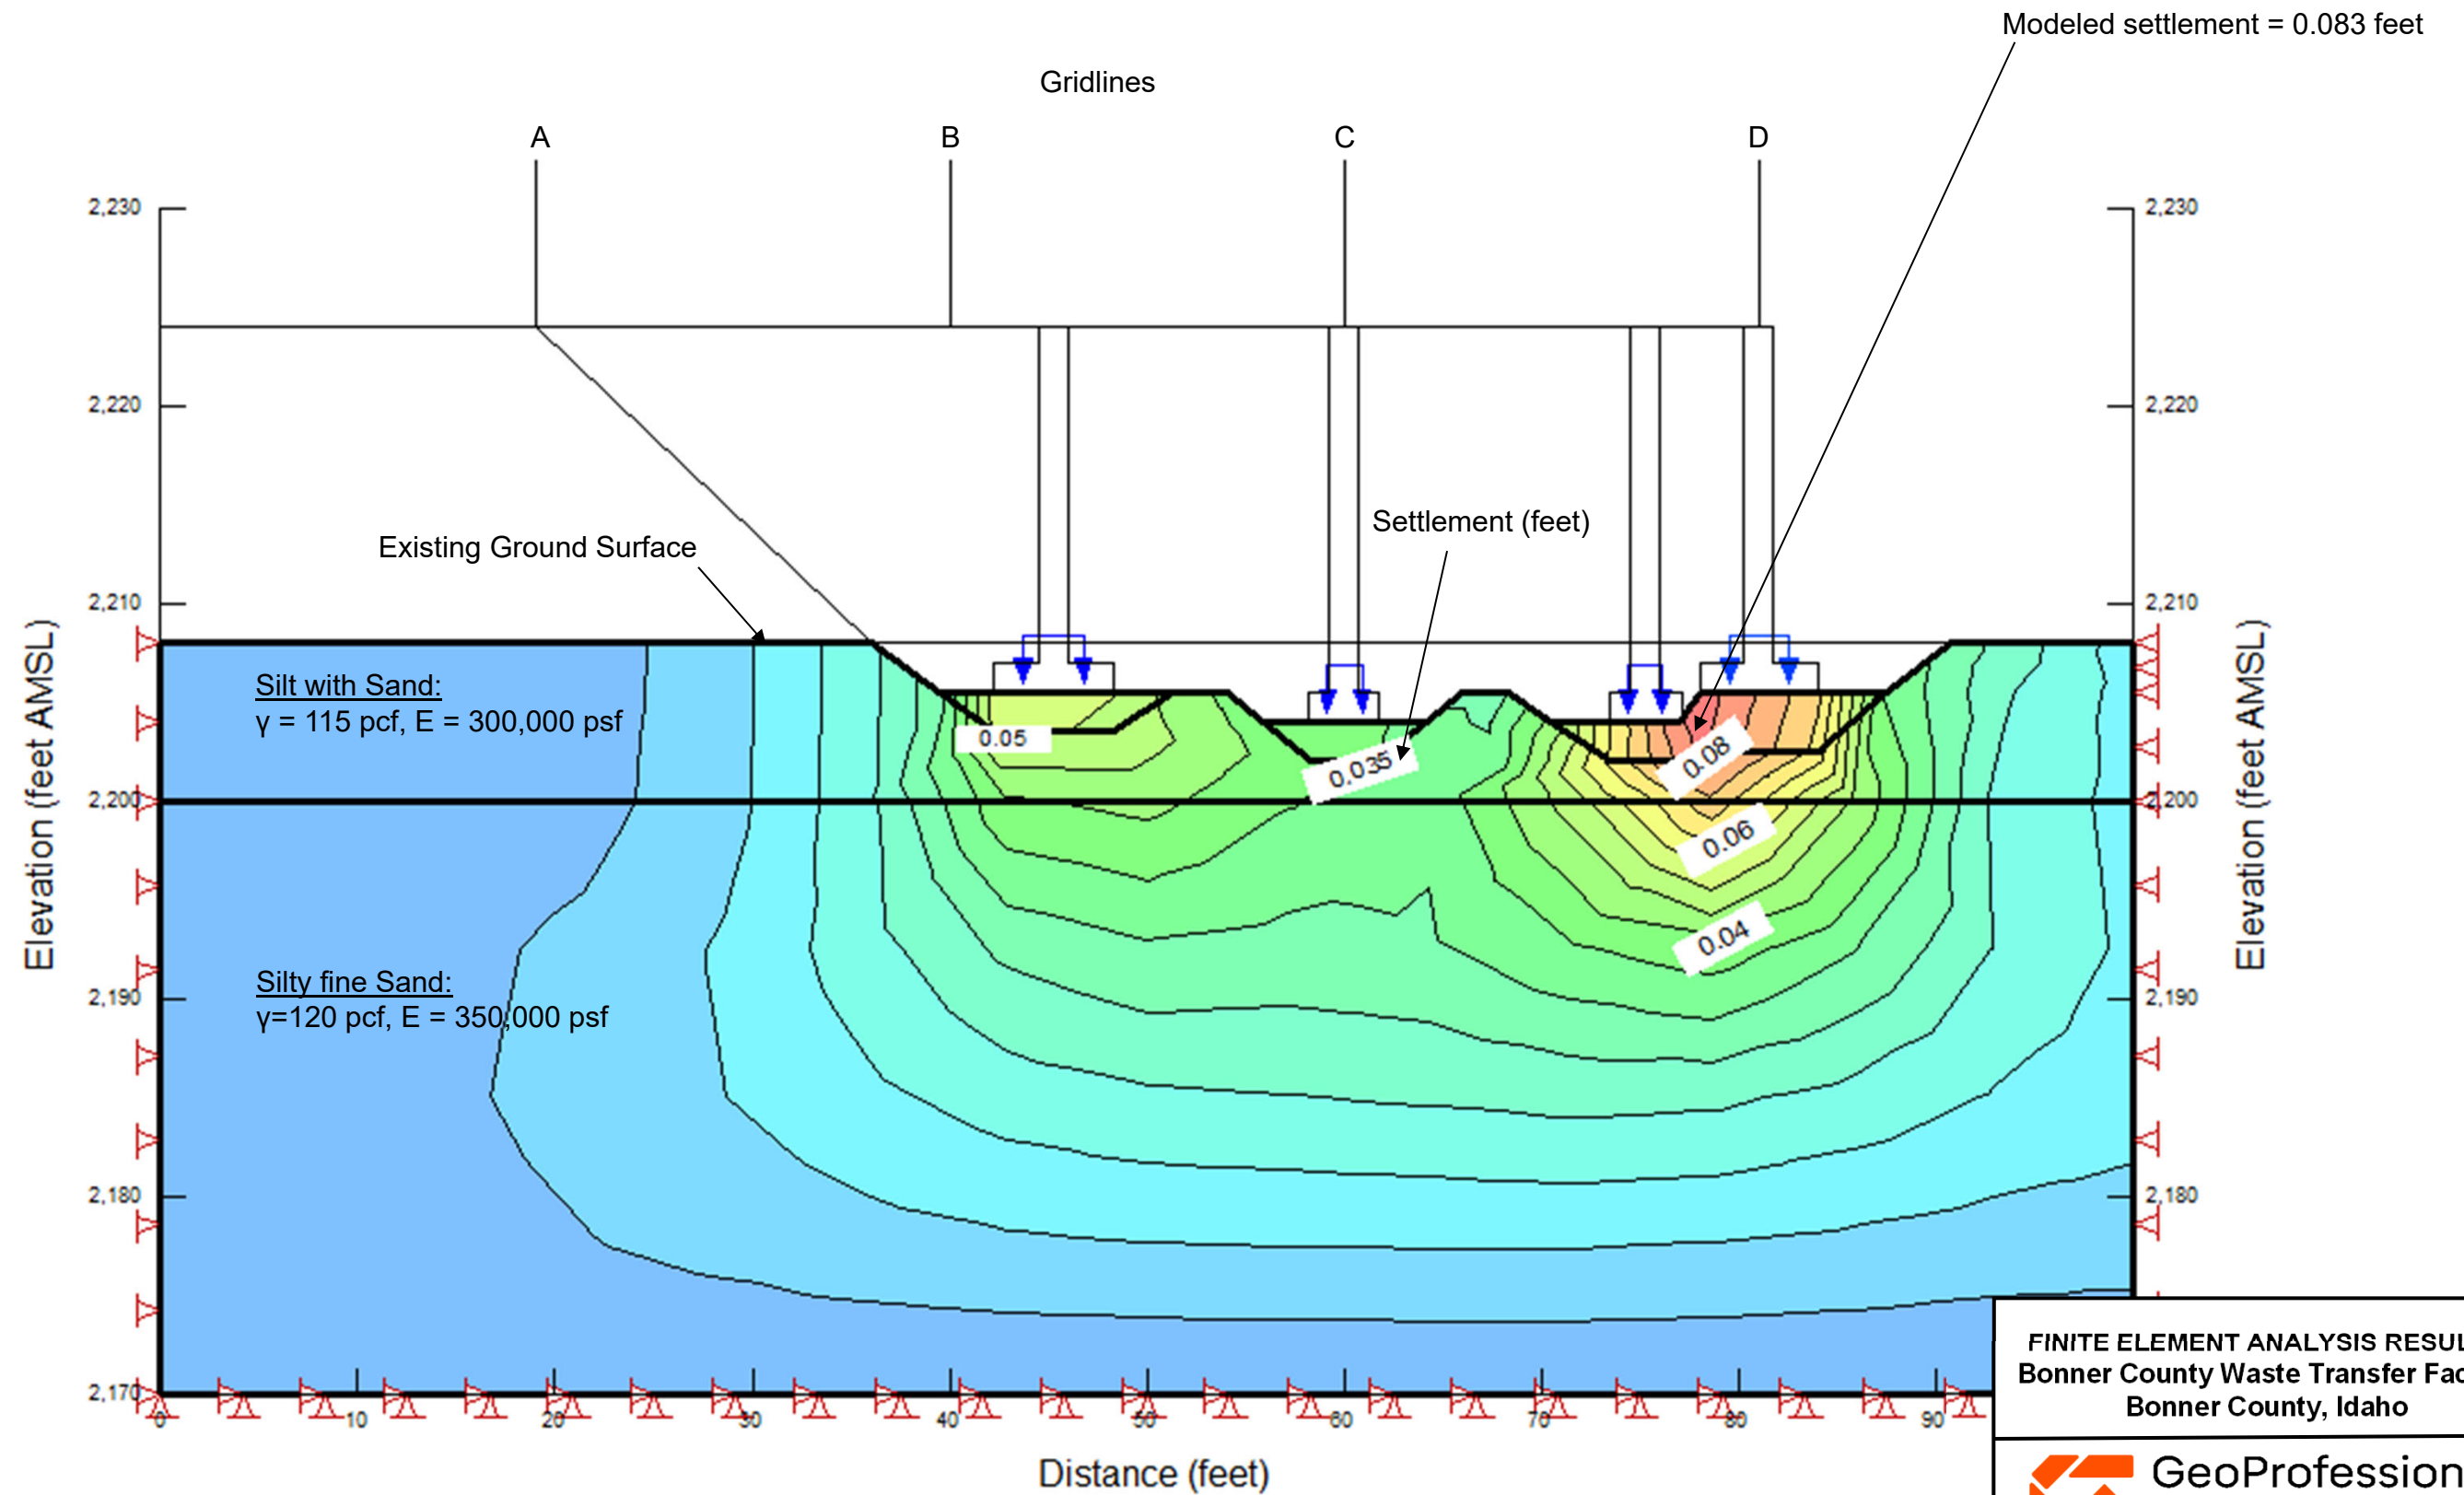 Modeled settlement = 0.083 feet
Gridlines
A B C D
2,230 2,230
2,220 2,220
Settlement (feet)
Existing Ground Surface
2,210 2,210
Elevation (feet AMSL)
Elevation (feet AMSL)
Silt with Sand:
γ = 115 pcf, E = 300,000 psf
0.05
0.035
0.08
2,200 2,200
0.06
0.04
Silty fine Sand:
γ=120 pcf, E = 350,000 psf
2,190 2,190
2,180 2,180
2,170
0 10 20 30 40 50 60 70 80 90
Distance (feet)
FINITE ELEMENT ANALYSIS RESUL
Bonner County Waste Transfer Fac
Bonner County, Idaho
GeoProfession